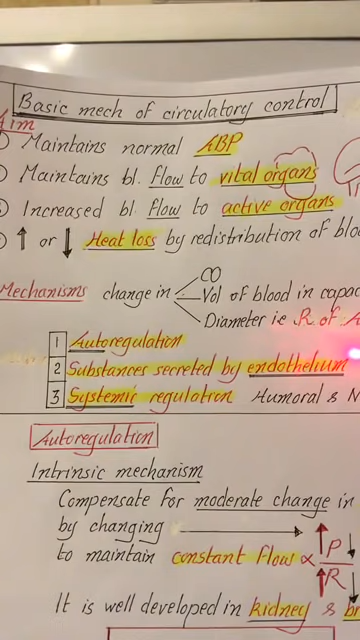 Basic mech of circulatory control
Aim
Maintains normal ABP
Maintains bl. flow to vital organs
Increased bl flow to active organs
↑ or ↓ Heat loss by redistribution of
Mechanisms change in
CO
Vol of blood in
Diameter ie R of
1 Autoregulation
2 Substances secreted by endothelium
3 Systemic regulation Humoral &
Autoregulation
Intrinsic mechanism
Compensate for moderate change in
by changing → ↑ P ↓
to maintain constant flow ∝ ↑ R ↓
It is well developed in kidney &